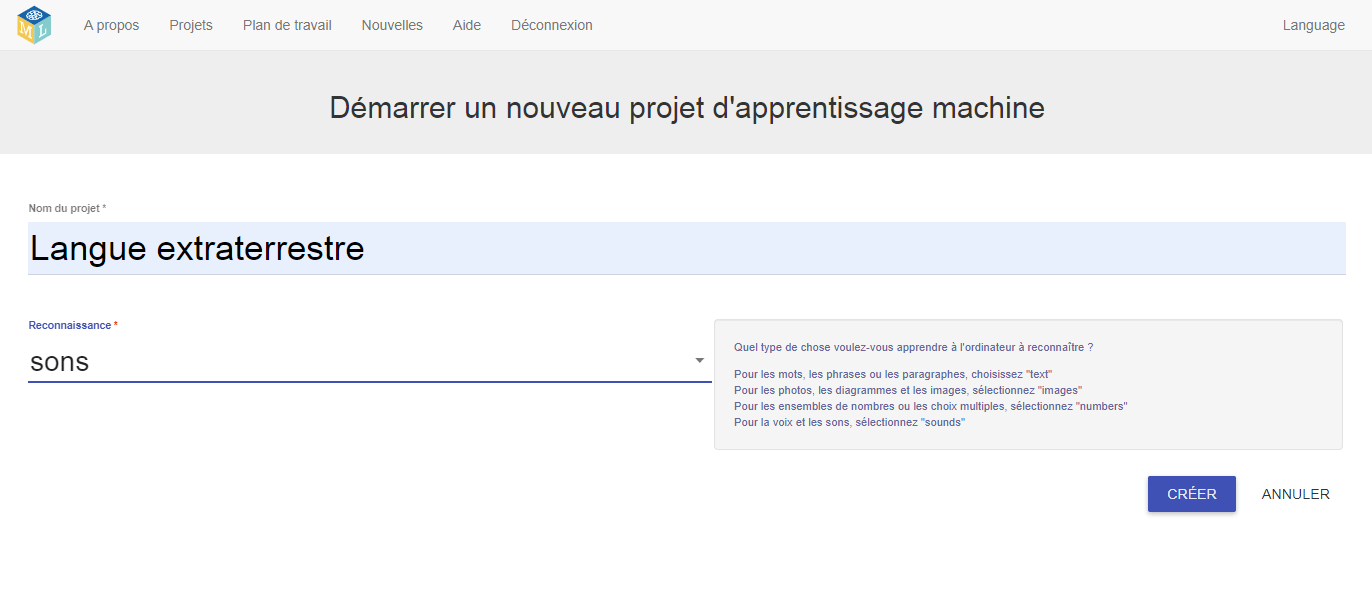 M L
A propos Projets Plan de travail Nouvelles Aide Déconnexion Language
Démarrer un nouveau projet d'apprentissage machine
Nom du projet *
Langue extraterrestre
Reconnaissance *
sons
Quel type de chose voulez-vous apprendre à l'ordinateur à reconnaître ?
Pour les mots, les phrases ou les paragraphes, choisissez "text"
Pour les photos, les diagrammes et les images, sélectionnez "images"
Pour les ensembles de nombres ou les choix multiples, sélectionnez "numbers"
Pour la voix et les sons, sélectionnez "sounds"
CRÉER ANNULER